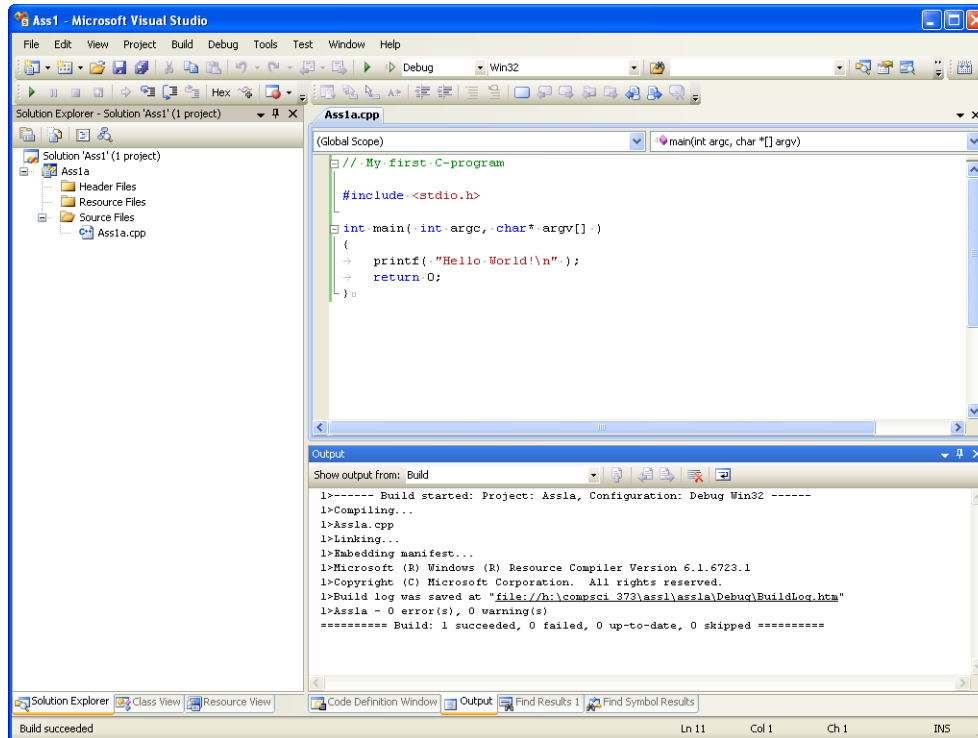 Ass1 - Microsoft Visual Studio
File Edit View Project Build Debug Tools Test Window Help
Debug Win32
Hex
Solution Explorer - Solution 'Ass1' (1 project)
Solution 'Ass1' (1 project)
Ass1a
Header Files
Resource Files
Source Files
Ass1a.cpp
Ass1a.cpp
(Global Scope) main(int argc, char *[] argv)
// My first C-program
#include <stdio.h>
int main( int argc, char* argv[] )
{
printf( "Hello World!\n" );
return 0;
}
Output
Show output from: Build
1>------ Build started: Project: Ass1a, Configuration: Debug Win32 ------
1>Compiling...
1>Ass1a.cpp
1>Linking...
1>Embedding manifest...
1>Microsoft (R) Windows (R) Resource Compiler Version 6.1.6723.1
1>Copyright (C) Microsoft Corporation. All rights reserved.
1>Build log was saved at "file://h:\compsci 373\ass1\ass1a\Debug\BuildLog.htm"
1>Ass1a - 0 error(s), 0 warning(s)
========== Build: 1 succeeded, 0 failed, 0 up-to-date, 0 skipped ==========
Solution Explorer Class View Resource View
Code Definition Window Output Find Results 1 Find Symbol Results
Build succeeded Ln 11 Col 1 Ch 1 INS